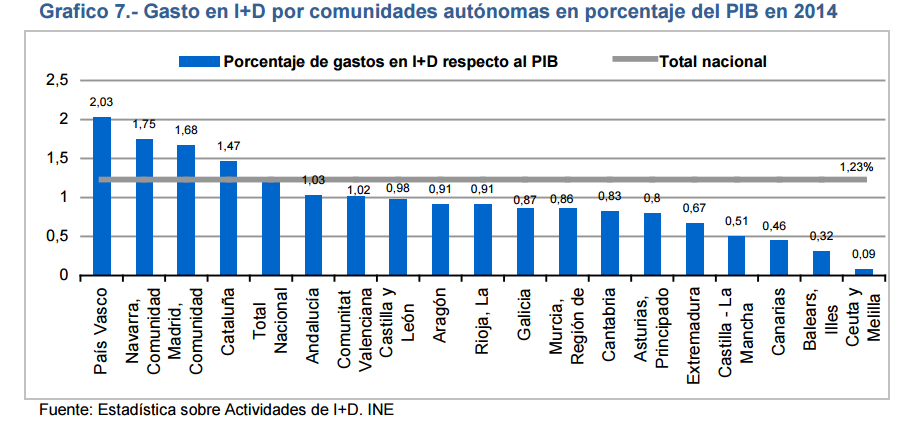 Grafico 7.- Gasto en I+D por comunidades autónomas en porcentaje del PIB en 2014
Porcentaje de gastos en I+D respecto al PIB
Total nacional
2,5
2
1,5
1
0,5
0
2,03
1,75
1,68
1,47
1,03
1,02
0,98
0,91
0,91
0,87
0,86
0,83
0,8
0,67
0,51
0,46
0,32
0,09
1,23%
País Vasco
Navarra,
Comunidad
Madrid,
Comunidad
Cataluña
Total
Nacional
Andalucía
Comunitat
Valenciana
Castilla y
León
Aragón
Rioja, La
Galicia
Murcia,
Región de
Cantabria
Asturias,
Principado
Extremadura
Castilla - La
Mancha
Canarias
Balears,
Illes
Ceuta y
Melilla
Fuente: Estadística sobre Actividades de I+D. INE